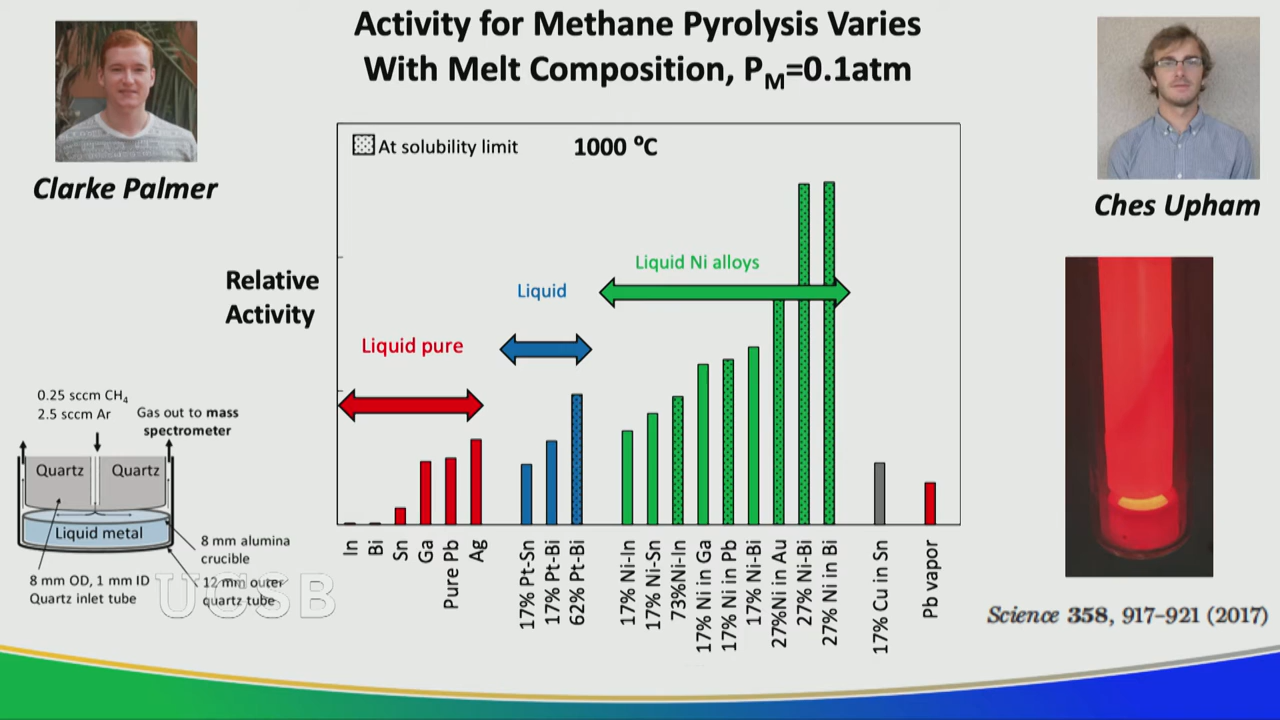 Activity for Methane Pyrolysis Varies
With Melt Composition, PM=0.1atm
Clarke Palmer
Ches Upham
At solubility limit
1000 ⁰C
Relative
Activity
Liquid pure
Liquid
Liquid Ni alloys
In
Bi
Sn
Ga
Pure Pb
Ag
17% Pt-Sn
17% Pt-Bi
62% Pt-Bi
17% Ni-In
17% Ni-Sn
73%Ni-In
17% Ni in Ga
17% Ni in Pb
17% Ni-Bi
27%Ni in Au
27% Ni-Bi
27% Ni in Bi
17% Cu in Sn
Pb vapor
0.25 sccm CH4
2.5 sccm Ar
Gas out to mass
spectrometer
Quartz
Quartz
Liquid metal
8 mm alumina
crucible
8 mm OD, 1 mm ID
Quartz inlet tube
12 mm outer
quartz tube
UCSB
Science 358, 917–921 (2017)